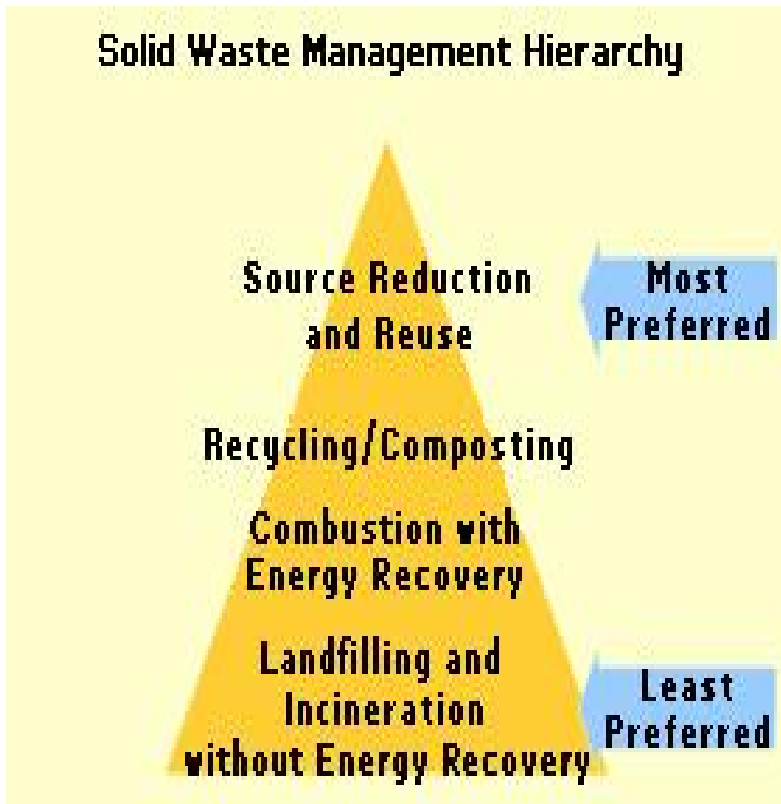 Solid Waste Management Hierarchy
Source Reduction
and Reuse
Most
Preferred
Recycling/Composting
Combustion with
Energy Recovery
Landfilling and
Incineration
without Energy Recovery
Least
Preferred